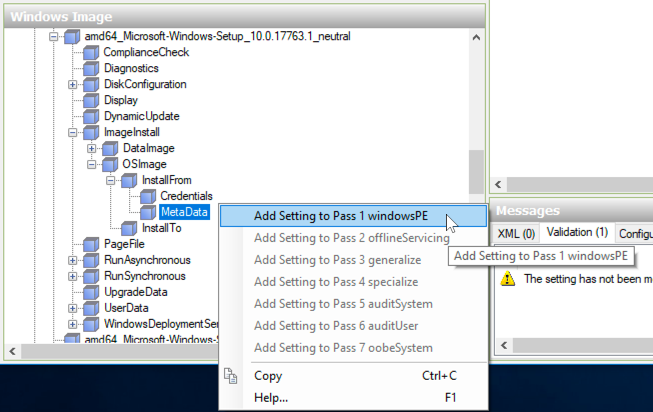 Windows Image
amd64_Microsoft-Windows-Setup_10.0.17763.1_neutral
ComplianceCheck
Diagnostics
DiskConfiguration
Display
DynamicUpdate
ImageInstall
DataImage
OSImage
InstallFrom
Credentials
MetaData
InstallTo
PageFile
RunAsynchronous
RunSynchronous
UpgradeData
UserData
WindowsDeploymentSer
amd64_Microsoft-Windows-S
Add Setting to Pass 1 windowsPE
Add Setting to Pass 2 offlineServicing
Add Setting to Pass 3 generalize
Add Setting to Pass 4 specialize
Add Setting to Pass 5 auditSystem
Add Setting to Pass 6 auditUser
Add Setting to Pass 7 oobeSystem
Copy Ctrl+C
Help... F1
Messages
XML (0) Validation (1) Configu
Add Setting to Pass 1 windowsPE
The setting has not been m